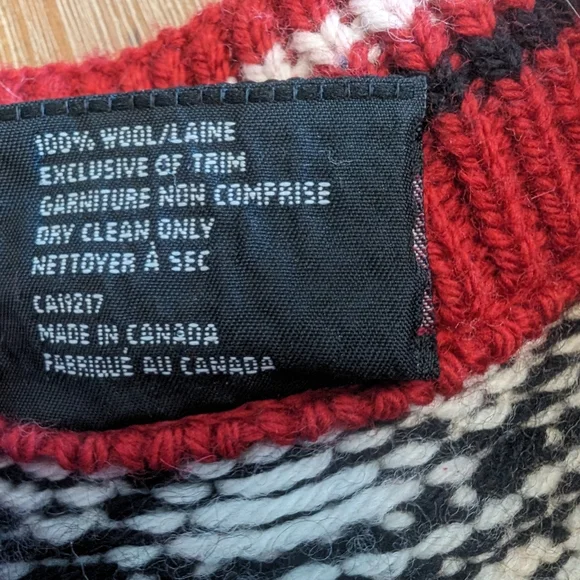 100% WOOL/LAINE
EXCLUSIVE OF TRIM
GARNITURE NON COMPRISE
DRY CLEAN ONLY
NETTOYER À SEC
CA19217
MADE IN CANADA
FABRIQUÉ AU CANADA